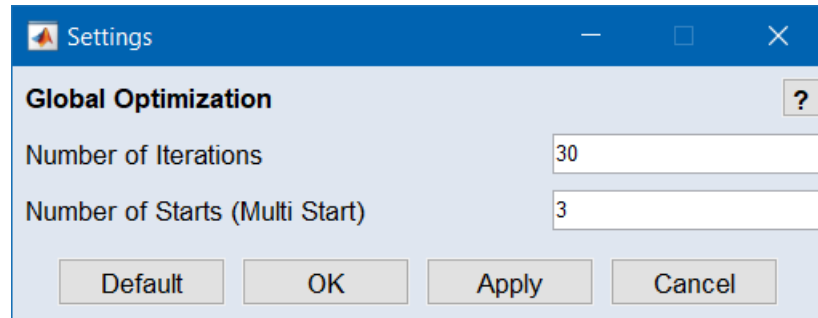 Settings
Global Optimization ?
Number of Iterations 30
Number of Starts (Multi Start) 3
Default OK Apply Cancel